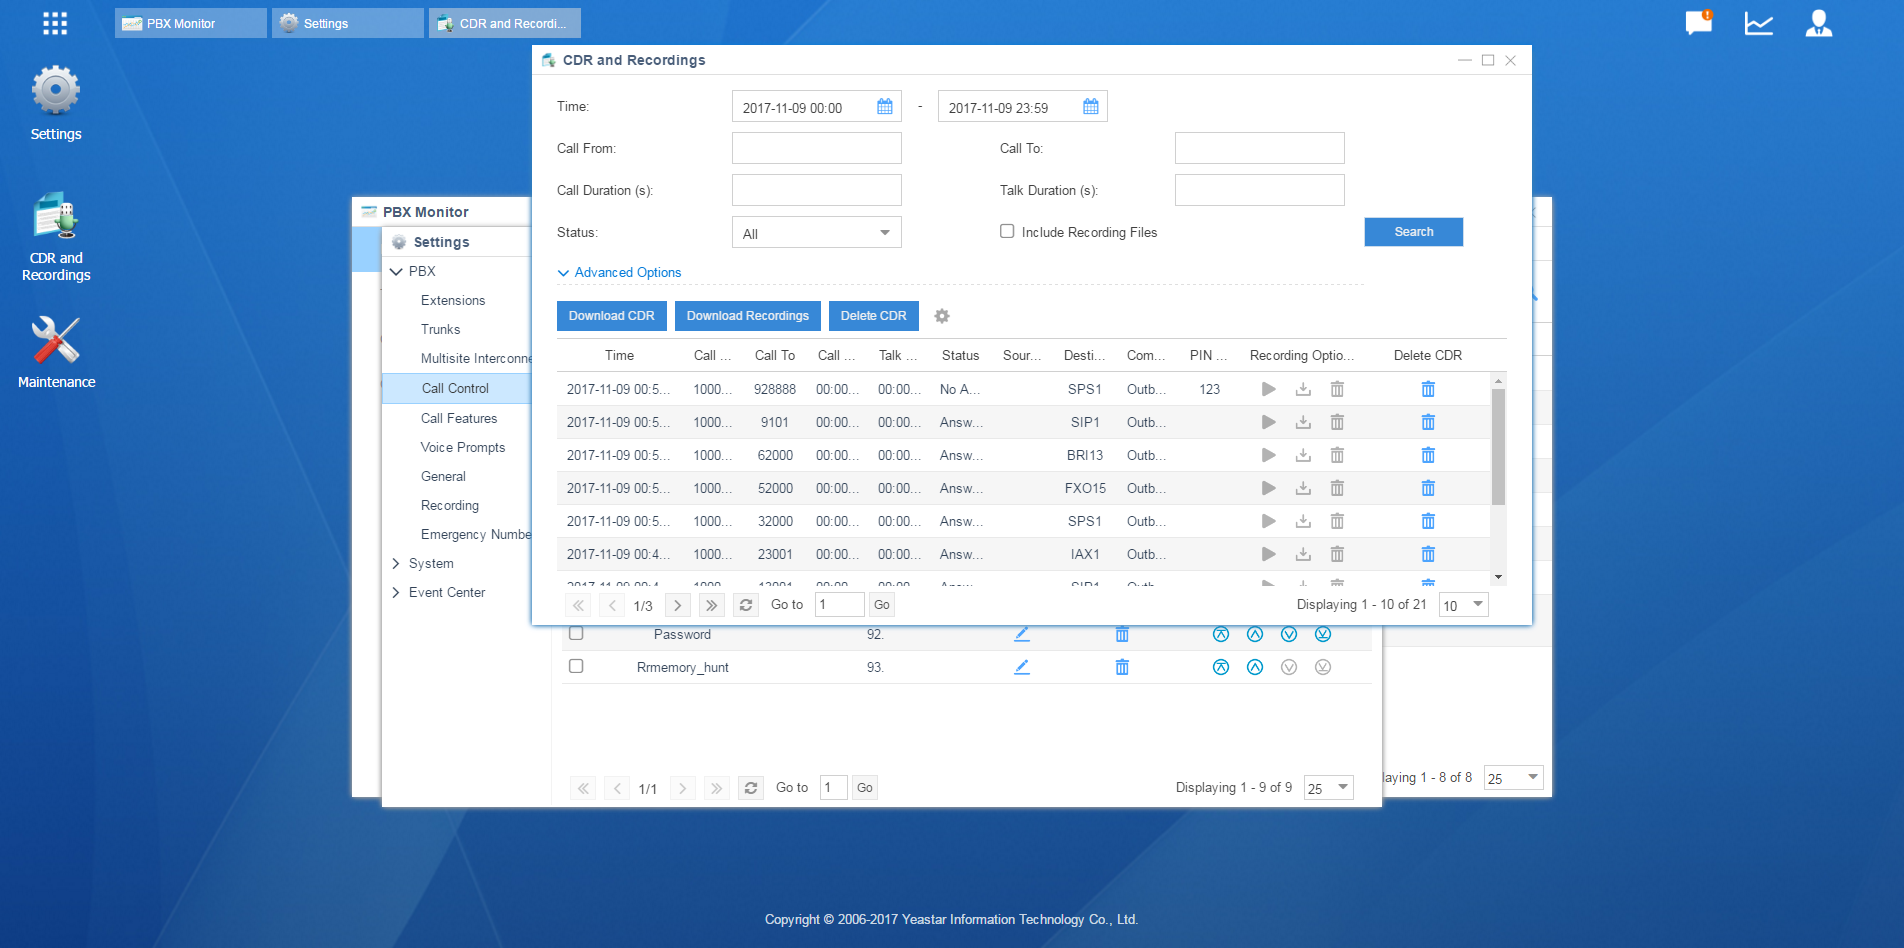 PBX Monitor
Settings
CDR and Recordi...
Settings
CDR and
Recordings
Maintenance
CDR and Recordings
Time:
2017-11-09 00:00
-
2017-11-09 23:59
Call From:
Call To:
Call Duration (s):
Talk Duration (s):
Status:
All
Include Recording Files
Search
Advanced Options
Download CDR
Download Recordings
Delete CDR
Time Call ... Call To Call ... Talk ... Status Sour... Desti... Com... PIN ... Recording Optio... Delete CDR
2017-11-09 00:5... 1000... 928888 00:00... 00:00... No A... SPS1 Outb... 123
2017-11-09 00:5... 1000... 9101 00:00... 00:00... Answ... SIP1 Outb...
2017-11-09 00:5... 1000... 62000 00:00... 00:00... Answ... BRI13 Outb...
2017-11-09 00:5... 1000... 52000 00:00... 00:00... Answ... FXO15 Outb...
2017-11-09 00:5... 1000... 32000 00:00... 00:00... Answ... SPS1 Outb...
2017-11-09 00:4... 1000... 23001 00:00... 00:00... Answ... IAX1 Outb...
1/3
Go to 1 Go
Displaying 1 - 10 of 21 10
PBX Monitor
Settings
PBX
Extensions
Trunks
Multisite Interconne
Call Control
Call Features
Voice Prompts
General
Recording
Emergency Numbe
System
Event Center
Password 92.
Rrmemory_hunt 93.
1/1
Go to 1 Go
Displaying 1 - 9 of 9 25
laying 1 - 8 of 8 25
Copyright © 2006-2017 Yeastar Information Technology Co., Ltd.